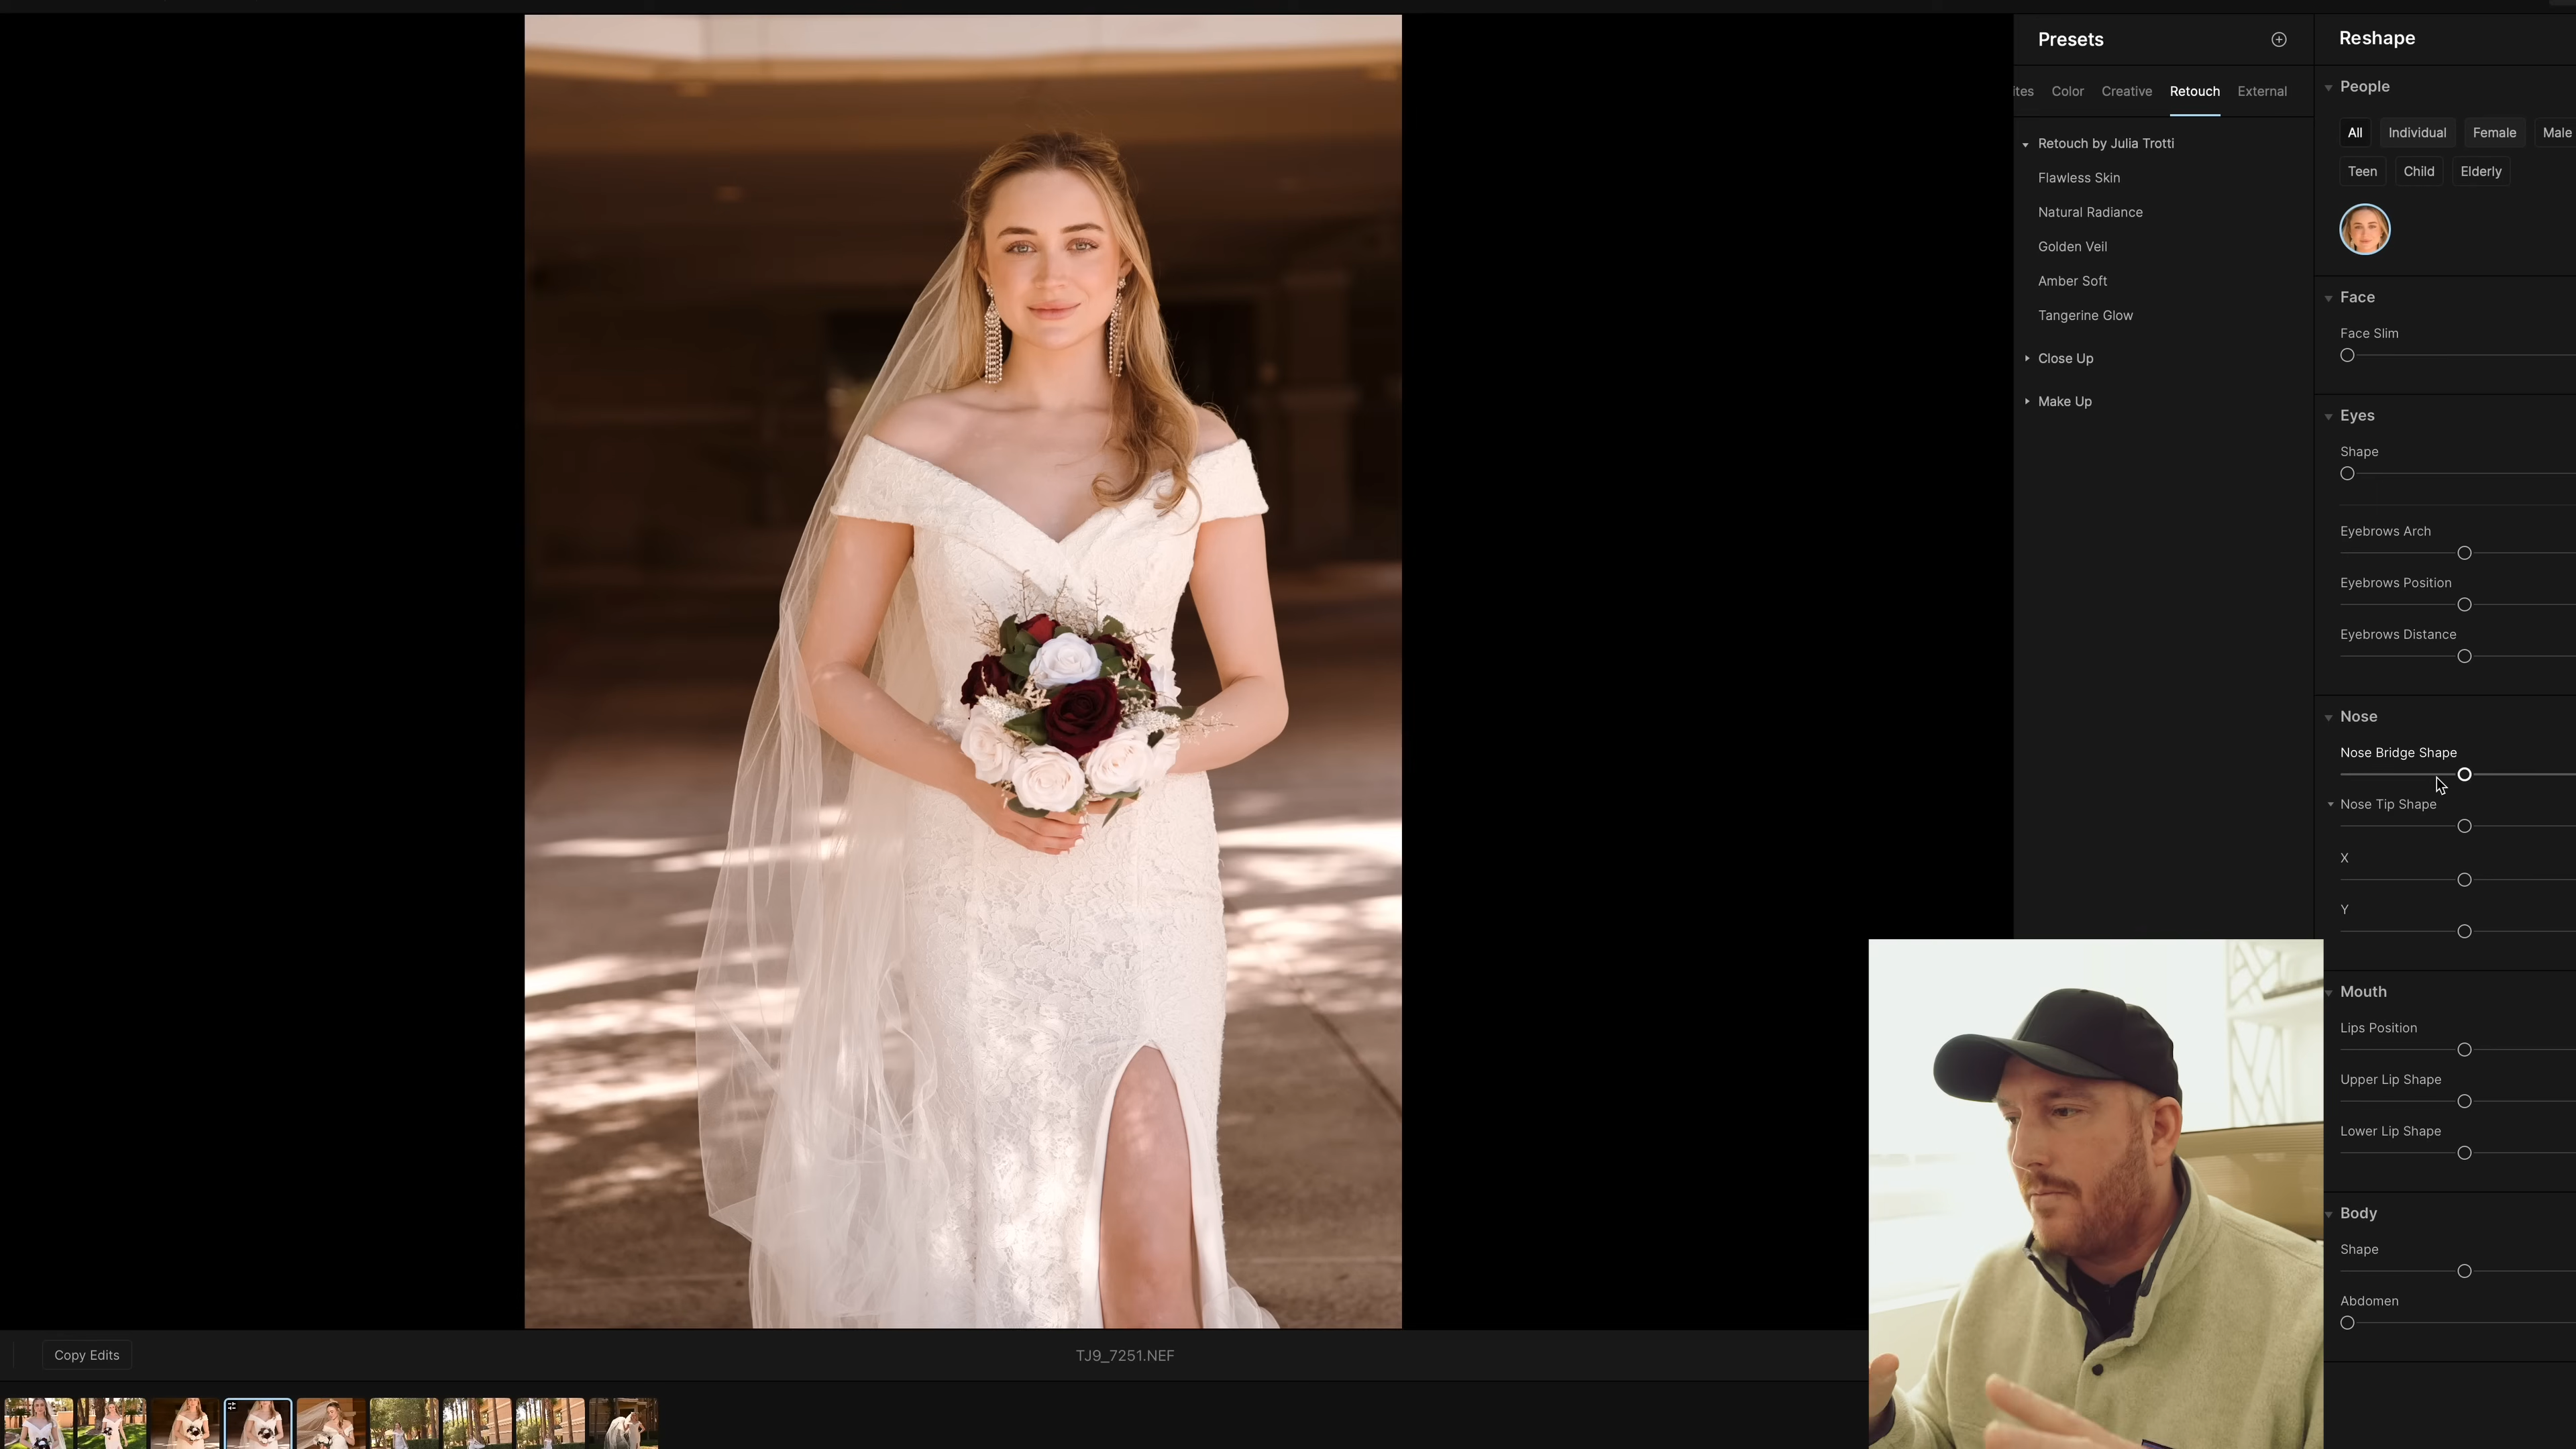 Presets
ites Color Creative Retouch External
Retouch by Julia Trotti
Flawless Skin
Natural Radiance
Golden Veil
Amber Soft
Tangerine Glow
Close Up
Make Up
Reshape
People
All Individual Female Male
Teen Child Elderly
Face
Face Slim
Eyes
Shape
Eyebrows Arch
Eyebrows Position
Eyebrows Distance
Nose
Nose Bridge Shape
Nose Tip Shape
X
Y
Mouth
Lips Position
Upper Lip Shape
Lower Lip Shape
Body
Shape
Abdomen
Copy Edits
TJ9_7251.NEF